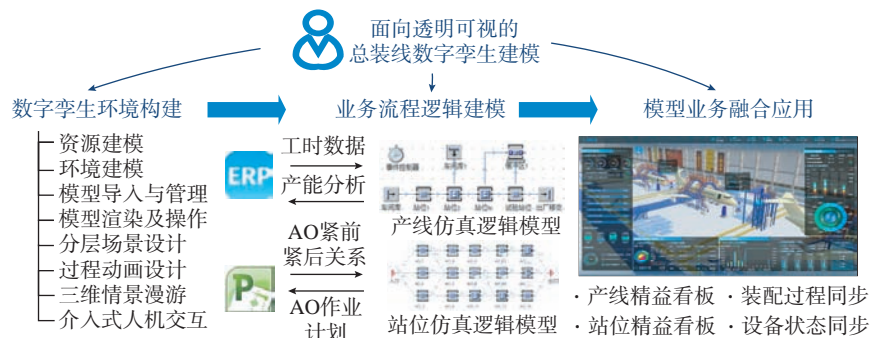 面向透明可视的
总装线数字孪生建模
数字孪生环境构建
业务流程逻辑建模
模型业务融合应用
资源建模
环境建模
模型导入与管理
模型渲染及操作
分层场景设计
过程动画设计
三维情景漫游
介入式人机交互
ERP
工时数据
产能分析
产线仿真逻辑模型
P
AO紧前
紧后关系
AO作业
计划
站位仿真逻辑模型
· 产线精益看板 · 装配过程同步
· 站位精益看板 · 设备状态同步